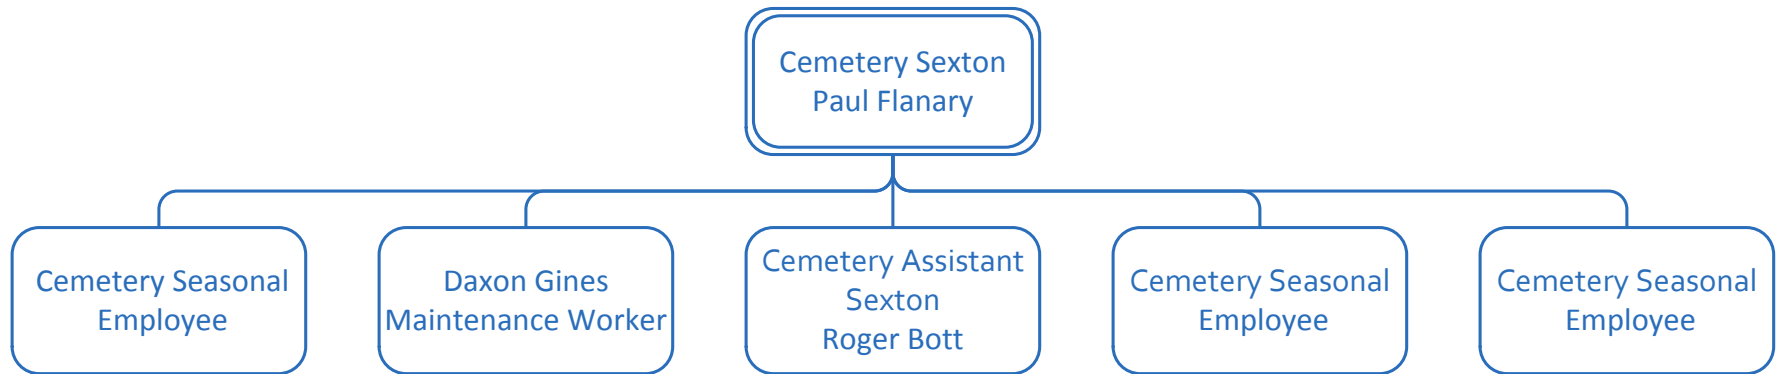 Cemetery Sexton
Paul Flanary
Cemetery Seasonal
Employee
Daxon Gines
Maintenance Worker
Cemetery Assistant
Sexton
Roger Bott
Cemetery Seasonal
Employee
Cemetery Seasonal
Employee